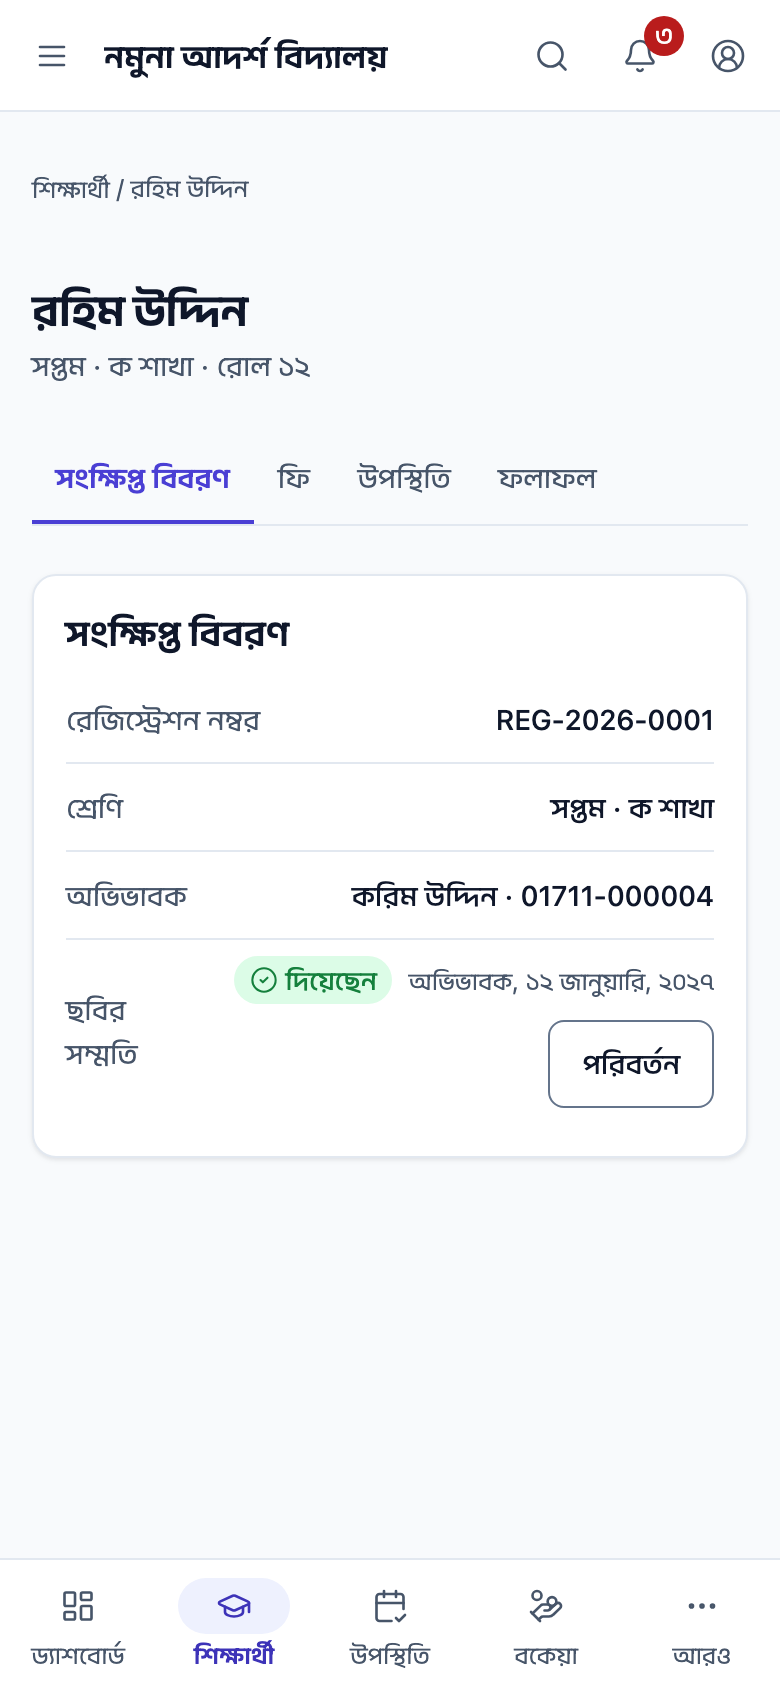 নমুনা আদর্শ বিদ্যালয়
৩
শিক্ষার্থী / রহিম উদ্দিন
রহিম উদ্দিন
সপ্তম · ক শাখা · রোল ১২
সংক্ষিপ্ত বিবরণ ফি উপস্থিতি ফলাফল
সংক্ষিপ্ত বিবরণ
রেজিস্ট্রেশন নম্বর REG-2026-0001
শ্রেণি সপ্তম · ক শাখা
অভিভাবক করিম উদ্দিন · 01711-000004
ছবির সম্মতি দিয়েছেন অভিভাবক, ১২ জানুয়ারি, ২০২৭
পরিবর্তন
ড্যাশবোর্ড শিক্ষার্থী উপস্থিতি বকেয়া আরও